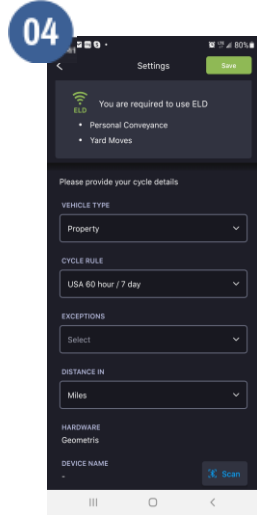 04
80%
Settings
Save
ELD
You are required to use ELD
• Personal Conveyance
• Yard Moves
Please provide your cycle details
VEHICLE TYPE
Property
CYCLE RULE
USA 60 hour / 7 day
EXCEPTIONS
Select
DISTANCE IN
Miles
HARDWARE
Geometris
DEVICE NAME
-
Scan